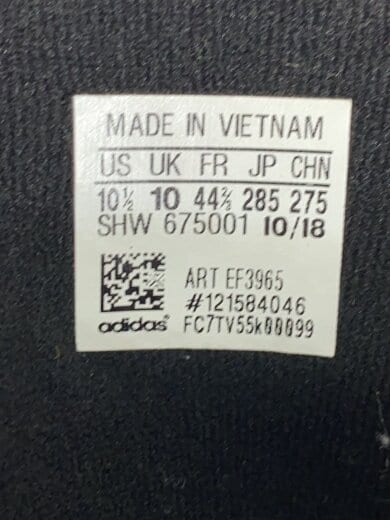 MADE IN VIETNAM
US UK FR JP CHN
10½ 10 44⅔ 285 275
SHW 675001 10/18
ART EF3965
#121584046
adidas FC7TV55k00099